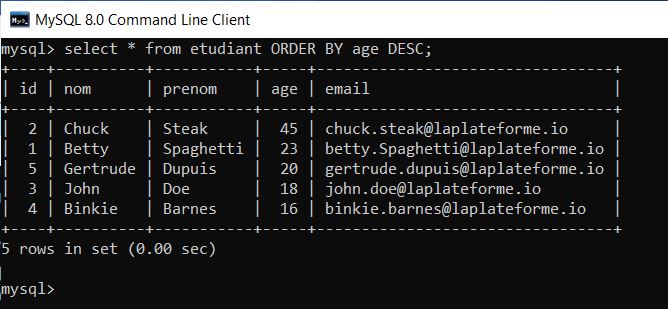 MySQL 8.0 Command Line Client
mysql> select * from etudiant ORDER BY age DESC;
+----+----------+-----------+-----+--------------------------------+
| id | nom      | prenom    | age | email                          |
+----+----------+-----------+-----+--------------------------------+
|  2 | Chuck    | Steak     |  45 | chuck.steak@laplateforme.io    |
|  1 | Betty    | Spaghetti |  23 | betty.Spaghetti@laplateforme.io |
|  5 | Gertrude | Dupuis    |  20 | gertrude.dupuis@laplateforme.io |
|  3 | John     | Doe       |  18 | john.doe@laplateforme.io       |
|  4 | Binkie   | Barnes    |  16 | binkie.barnes@laplateforme.io  |
+----+----------+-----------+-----+--------------------------------+
5 rows in set (0.00 sec)
mysql>